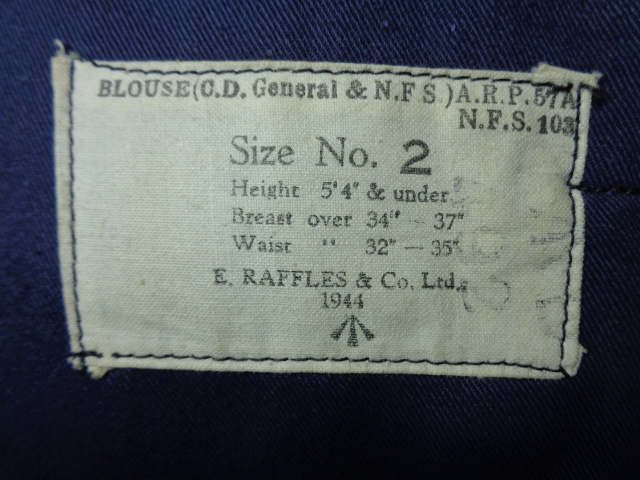 BLOUSE (C.D. General & N.F.S.) A.R.P. 57A
N.F.S. 103
Size No. 2
Height 5'4" & under
Breast over 34" – 37"
Waist " 32" – 35"
E. RAFFLES & Co. Ltd.
1944